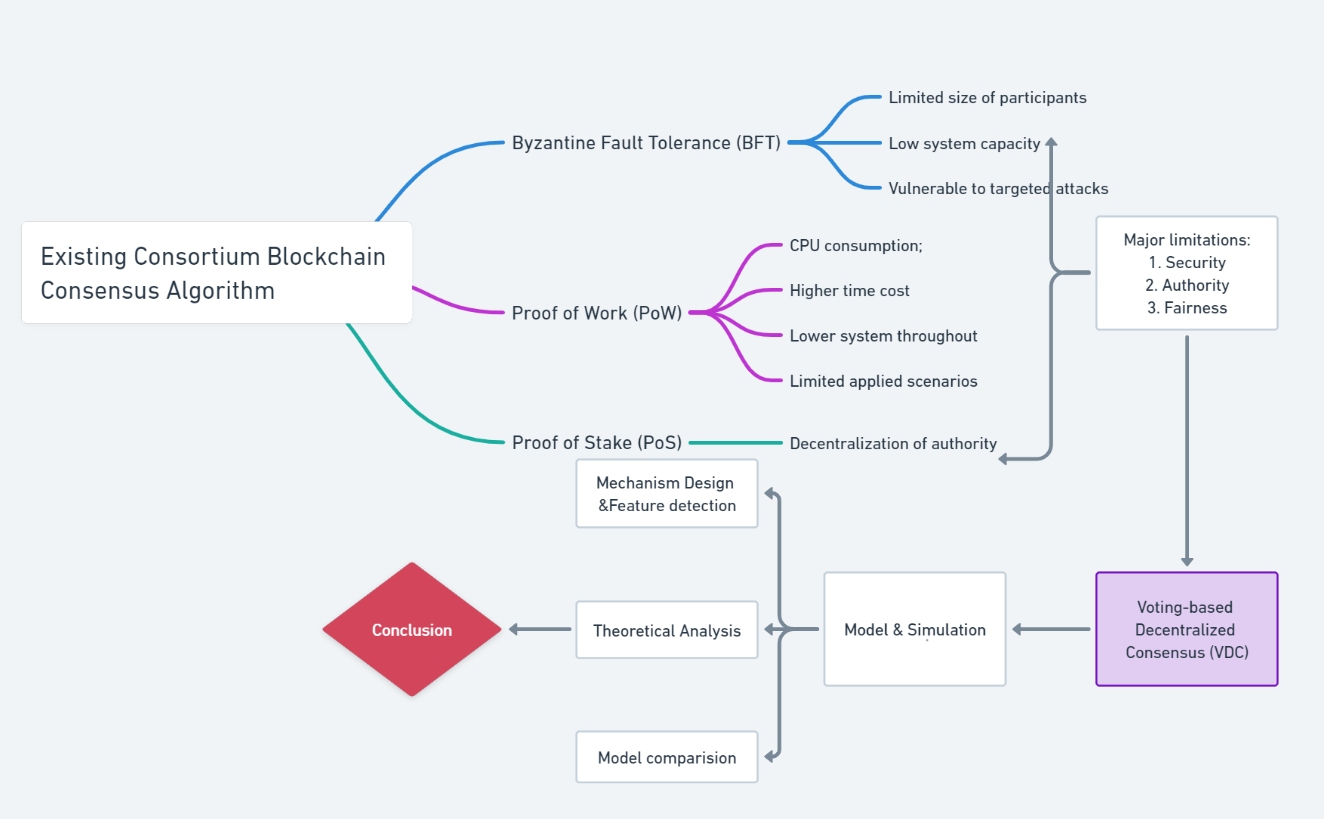 Existing Consortium Blockchain
Consensus Algorithm
Byzantine Fault Tolerance (BFT)
Limited size of participants
Low system capacity
Vulnerable to targeted attacks
Proof of Work (PoW)
CPU consumption;
Higher time cost
Lower system throughout
Limited applied scenarios
Proof of Stake (PoS)
Decentralization of authority
Major limitations:
1. Security
2. Authority
3. Fairness
Voting-based
Decentralized
Consensus (VDC)
Model & Simulation
Mechanism Design
&Feature detection
Theoretical Analysis
Model comparision
Conclusion